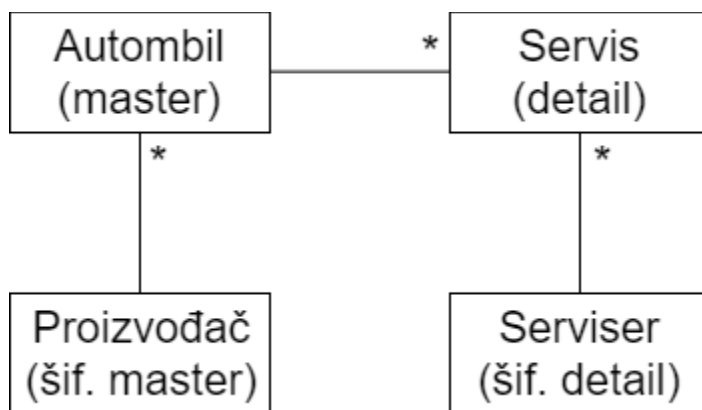 Autombil
(master)
*
Servis
(detail)
*
*
Proizvođač
(šif. master)
Serviser
(šif. detail)